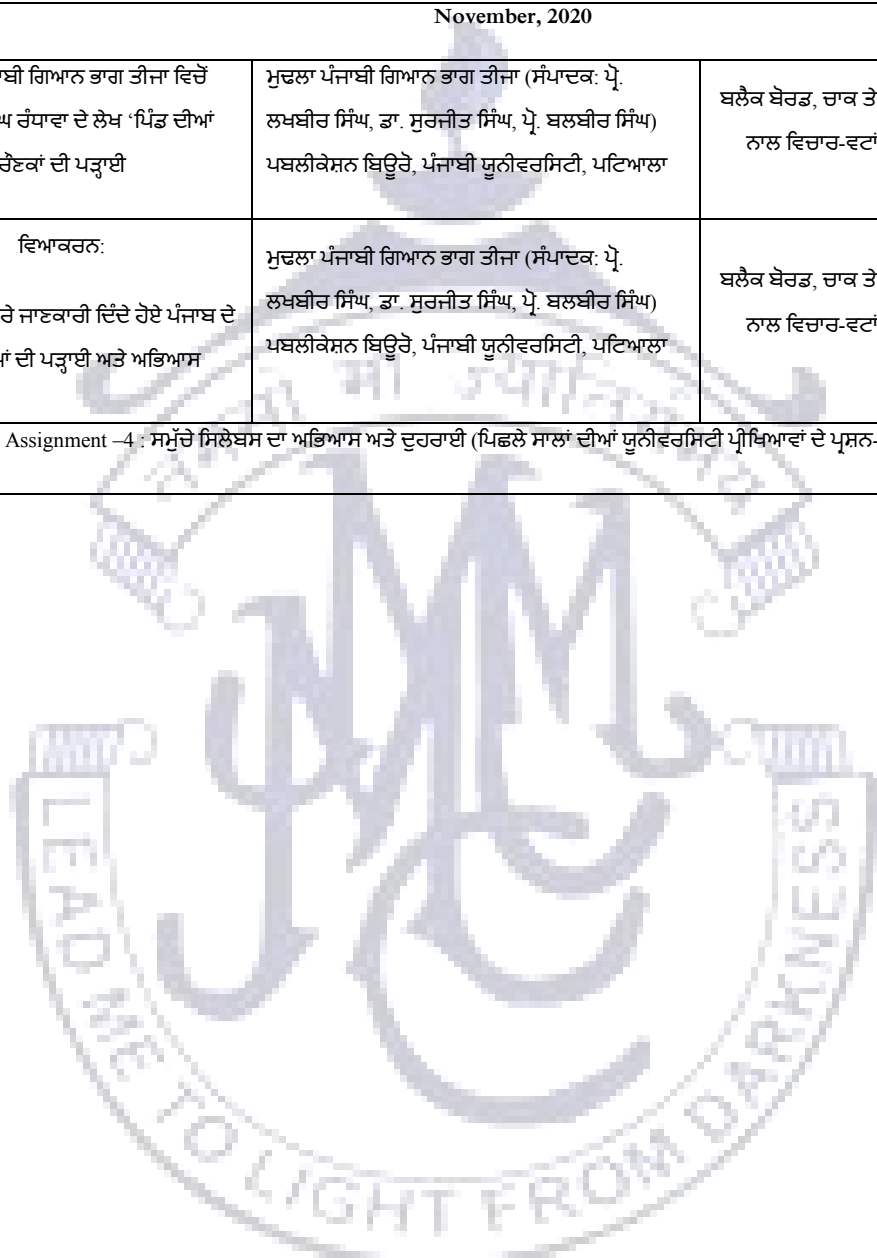 November, 2020
ਬੀ ਗਿਆਨ ਭਾਗ ਤੀਜਾ ਵਿਚੋਂ
ਰੰਧਾਵਾ ਦੇ ਲੇਖ ‘ਪਿੰਡ ਦੀਆਂ
ਰੌਣਕਾਂ ਦੀ ਪੜ੍ਹਾਈ
ਮੁਢਲਾ ਪੰਜਾਬੀ ਗਿਆਨ ਭਾਗ ਤੀਜਾ (ਸੰਪਾਦਕ: ਪ੍ਰੋ.
ਲਖਬੀਰ ਸਿੰਘ, ਡਾ. ਸੁਰਜੀਤ ਸਿੰਘ, ਪ੍ਰੋ. ਬਲਬੀਰ ਸਿੰਘ)
ਪਬਲੀਕੇਸ਼ਨ ਬਿਊਰੋ, ਪੰਜਾਬੀ ਯੂਨੀਵਰਸਿਟੀ, ਪਟਿਆਲਾ
ਬਲੈਕ ਬੋਰਡ, ਚਾਕ ਤੇ
ਨਾਲ ਵਿਚਾਰ-ਵਟਾਂ
ਵਿਆਕਰਨ:
ਰੇ ਜਾਣਕਾਰੀ ਦਿੰਦੇ ਹੋਏ ਪੰਜਾਬ ਦੇ
ਆਂ ਦੀ ਪੜ੍ਹਾਈ ਅਤੇ ਅਭਿਆਸ
ਮੁਢਲਾ ਪੰਜਾਬੀ ਗਿਆਨ ਭਾਗ ਤੀਜਾ (ਸੰਪਾਦਕ: ਪ੍ਰੋ.
ਲਖਬੀਰ ਸਿੰਘ, ਡਾ. ਸੁਰਜੀਤ ਸਿੰਘ, ਪ੍ਰੋ. ਬਲਬੀਰ ਸਿੰਘ)
ਪਬਲੀਕੇਸ਼ਨ ਬਿਊਰੋ, ਪੰਜਾਬੀ ਯੂਨੀਵਰਸਿਟੀ, ਪਟਿਆਲਾ
ਬਲੈਕ ਬੋਰਡ, ਚਾਕ ਤੇ
ਨਾਲ ਵਿਚਾਰ-ਵਟਾਂ
Assignment –4 : ਸਮੁੱਚੇ ਸਿਲੇਬਸ ਦਾ ਅਭਿਆਸ ਅਤੇ ਦੁਹਰਾਈ (ਪਿਛਲੇ ਸਾਲਾਂ ਦੀਆਂ ਯੂਨੀਵਰਸਿਟੀ ਪ੍ਰੀਖਿਆਵਾਂ ਦੇ ਪ੍ਰਸ਼ਨ-
तमसो मा ज्योतिर्गमय
LEAD ME TO LIGHT FROM DARKNESS